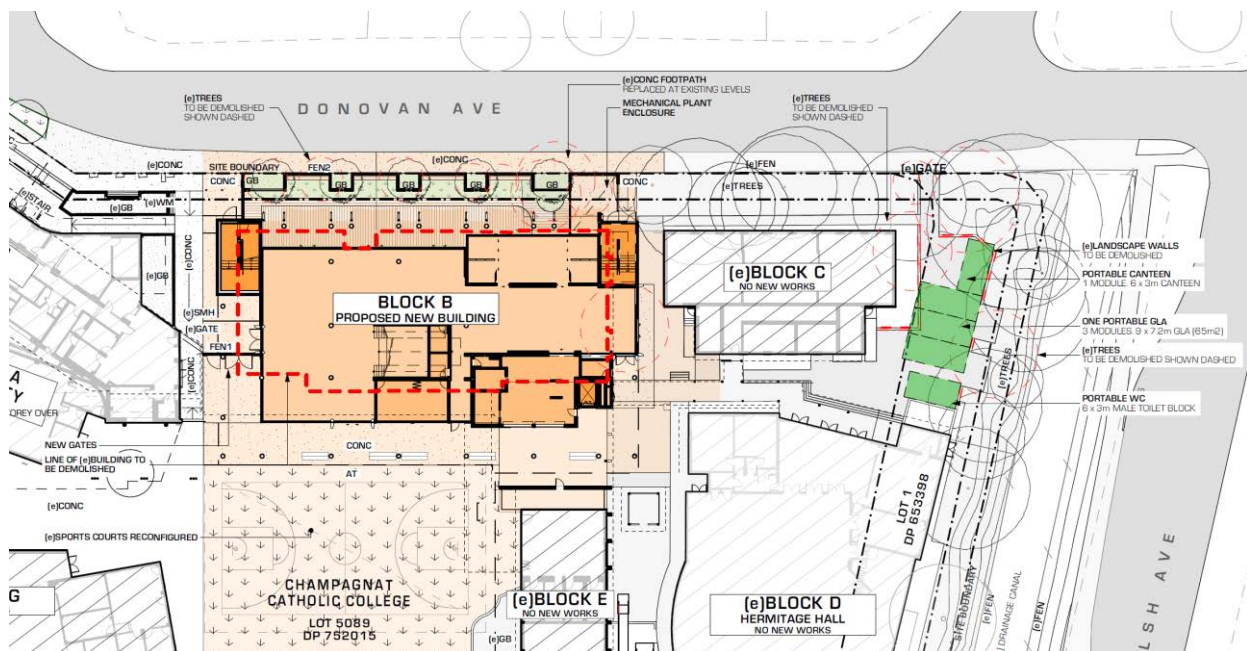 (e)TREES
TO BE DEMOLISHED
SHOWN DASHED
DONOVAN AVE
(e)CONC FOOTPATH
REPLACED AT EXISTING LEVELS
MECHANICAL PLANT
ENCLOSURE
(e)TREES
TO BE DEMOLISHED
SHOWN DASHED
(e)CONC
SITE BOUNDARY
FEN2
(e)CONC
(e)FEN
(e)GATE
CONC
GB
GB
GB
GB
GB
CONC
(e)TREES
(e)STAIR
(e)GB
(e)WM
(e)CONC
(e)GB
(e)LANDSCAPE WALLS
TO BE DEMOLISHED
(e)BLOCK C
NO NEW WORKS
PORTABLE CANTEEN
1 MODULE. 6 x 3m CANTEEN
BLOCK B
PROPOSED NEW BUILDING
(e)SMH
(e)GATE
FEN1
ONE PORTABLE GLA
3 MODULES. 9 x 7.2m GLA (65m2)
(e)TREES
TO BE DEMOLISHED SHOWN DASHED
(e)TREES
(e)CONC
PORTABLE WC
6 x 3m MALE TOILET BLOCK
A
Y
OREY OVER
NEW GATES
LINE OF (e)BUILDING TO
BE DEMOLISHED
CONC
AT
(e)CONC
(e)SPORTS COURTS RECONFIGURED
LOT 1
DP 653398
CHAMPAGNAT
CATHOLIC COLLEGE
LOT 5089
DP 752015
G
(e)BLOCK E
NO NEW WORKS
(e)BLOCK D
HERMITAGE HALL
NO NEW WORKS
(e)GB
SITE BOUNDARY
(e)FEN
DRAINAGE CANAL
(e)FEN
LSH AVE